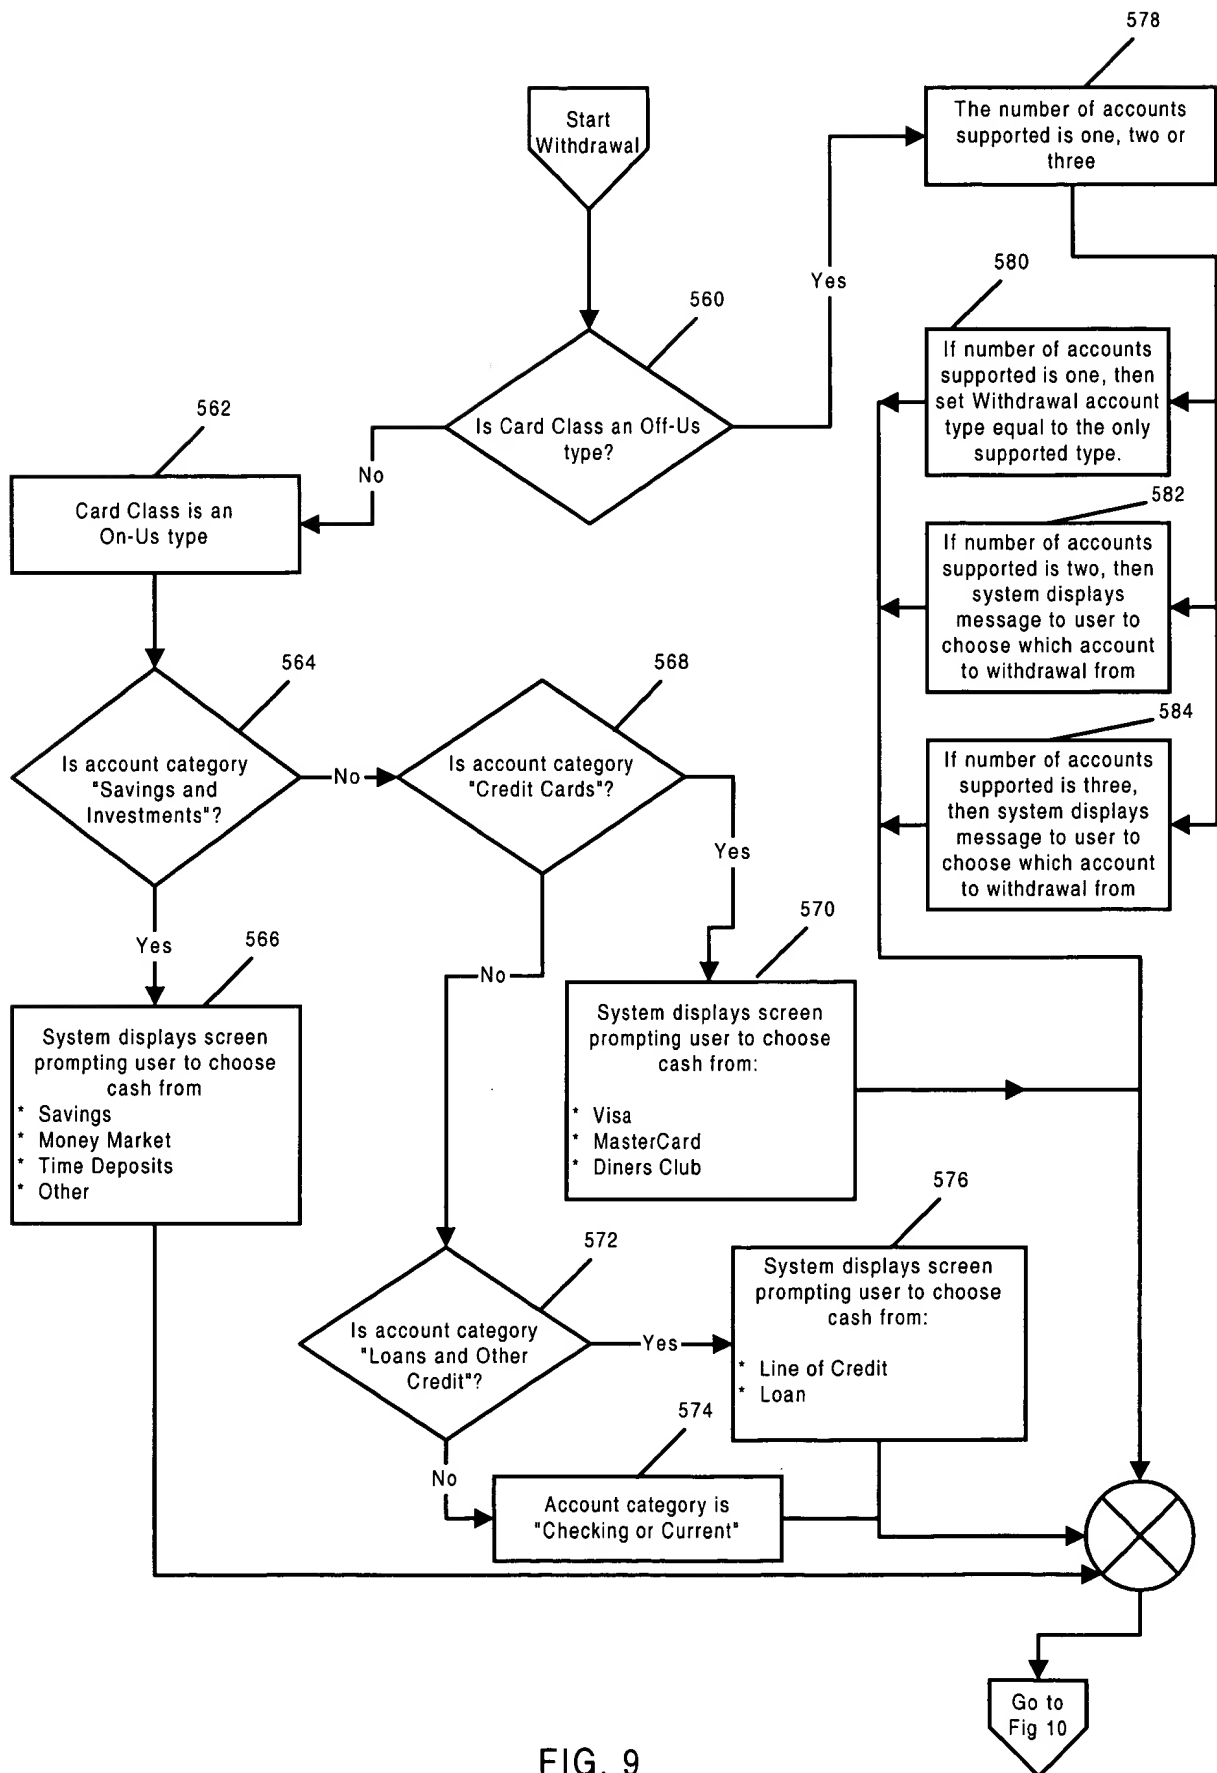 578
The number of accounts
supported is one, two or
three
Start
Withdrawal
580
Yes
560
If number of accounts
supported is one, then
set Withdrawal account
type equal to the only
supported type.
562
Is Card Class an Off-Us
type?
No
Card Class is an
On-Us type
582
If number of accounts
supported is two, then
system displays
message to user to
choose which account
to withdrawal from
564
568
584
Is account category
"Savings and
Investments"?
No
Is account category
"Credit Cards"?
If number of accounts
supported is three,
then system displays
message to user to
choose which account
to withdrawal from
Yes
Yes
566
No
570
System displays screen
prompting user to choose
cash from
* Savings
* Money Market
* Time Deposits
* Other
System displays screen
prompting user to choose
cash from:
* Visa
* MasterCard
* Diners Club
576
572
System displays screen
prompting user to choose
cash from:
* Line of Credit
* Loan
Is account category
"Loans and Other
Credit"?
Yes
574
No
Account category is
"Checking or Current"
Go to
Fig 10
FIG. 9